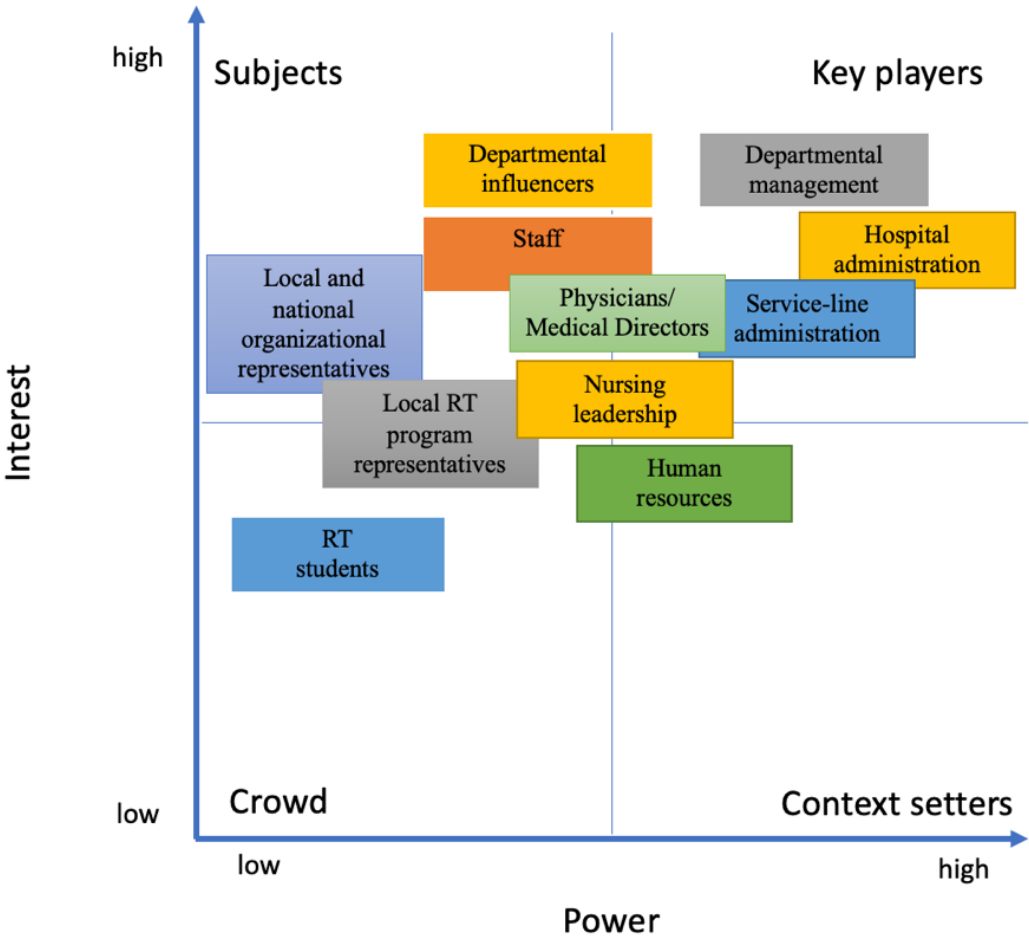 high
Subjects
Key players
Departmental
influencers
Departmental
management
Staff
Hospital
administration
Local and
national
organizational
representatives
Physicians/
Medical Directors
Service-line
administration
Interest
Local RT
program
representatives
Nursing
leadership
Human
resources
RT
students
low
Crowd
Context setters
low
high
Power